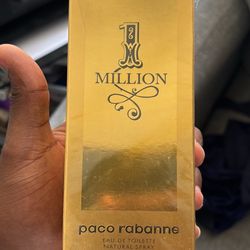 1
MILLION
paco rabanne
EAU DE TOILETTE
NATURAL SPRAY